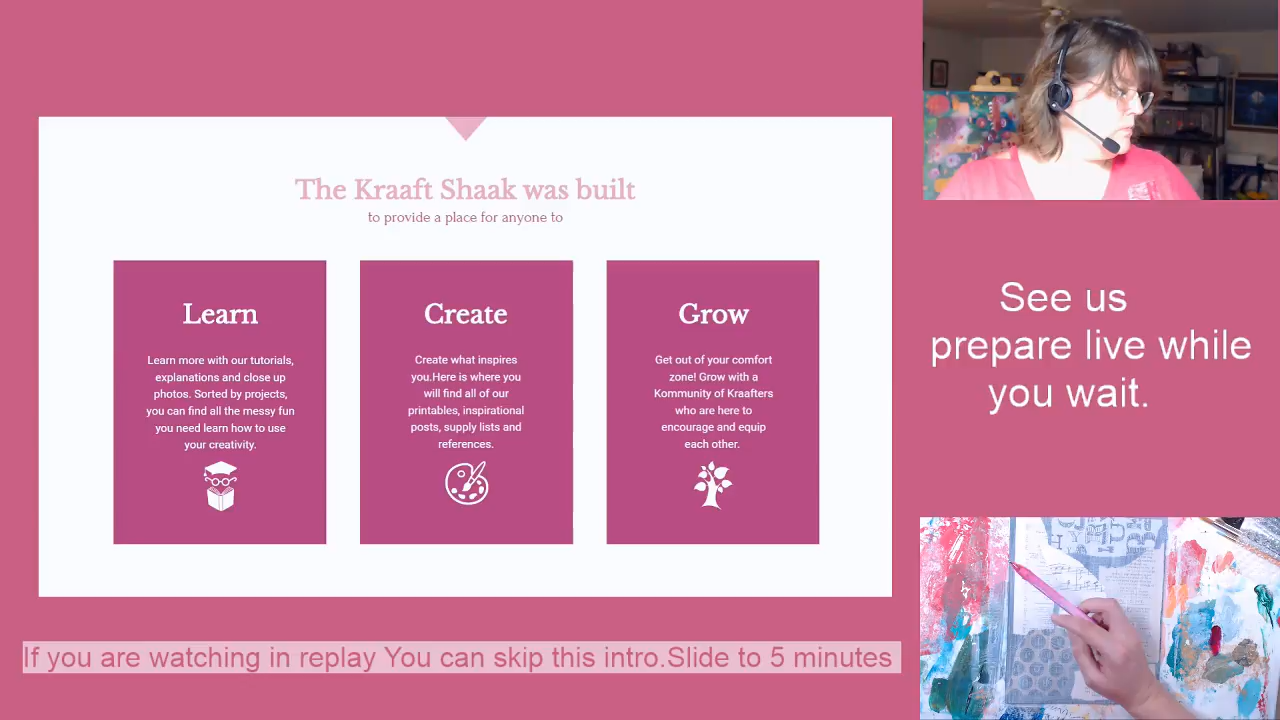 The Kraaft Shaak was built
to provide a place for anyone to
Learn
Learn more with our tutorials,
explanations and close up
photos. Sorted by projects,
you can find all the messy fun
you need learn how to use
your creativity.
Create
Create what inspires
you.Here is where you
will find all of our
printables, inspirational
posts, supply lists and
references.
Grow
Get out of your comfort
zone! Grow with a
Kommunity of Kraafters
who are here to
encourage and equip
each other.
See us
prepare live while
you wait.
If you are watching in replay You can skip this intro.Slide to 5 minutes